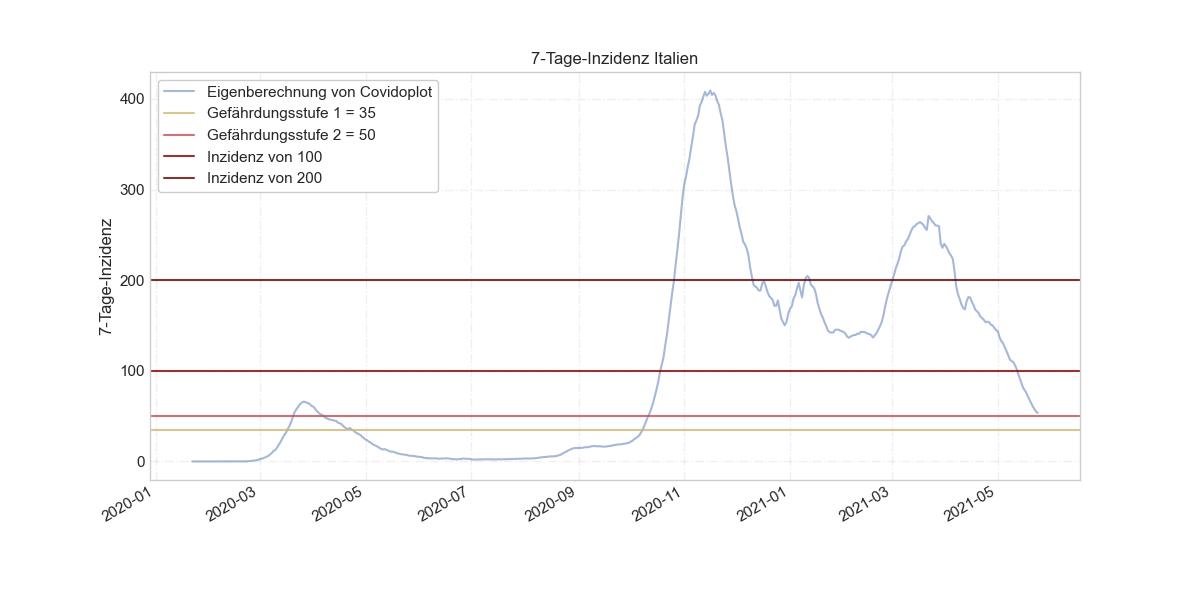 7-Tage-Inzidenz Italien
Eigenberechnung von Covidoplot
Gefährdungsstufe 1 = 35
Gefährdungsstufe 2 = 50
Inzidenz von 100
Inzidenz von 200
7-Tage-Inzidenz
400
300
200
100
0
2020-01
2020-03
2020-05
2020-07
2020-09
2020-11
2021-01
2021-03
2021-05